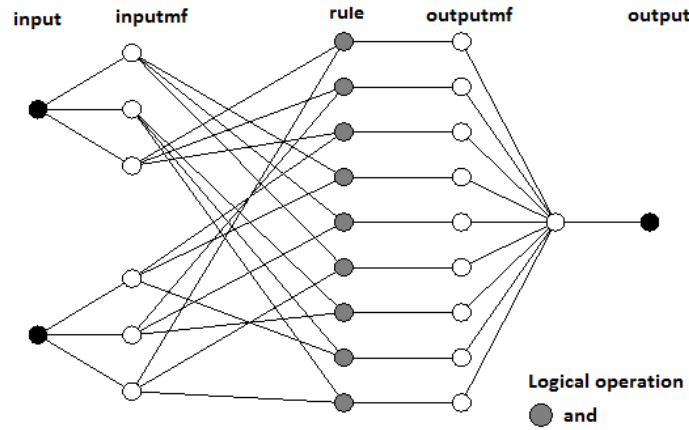 input
inputmf
rule
outputmf
output
Logical operation
and